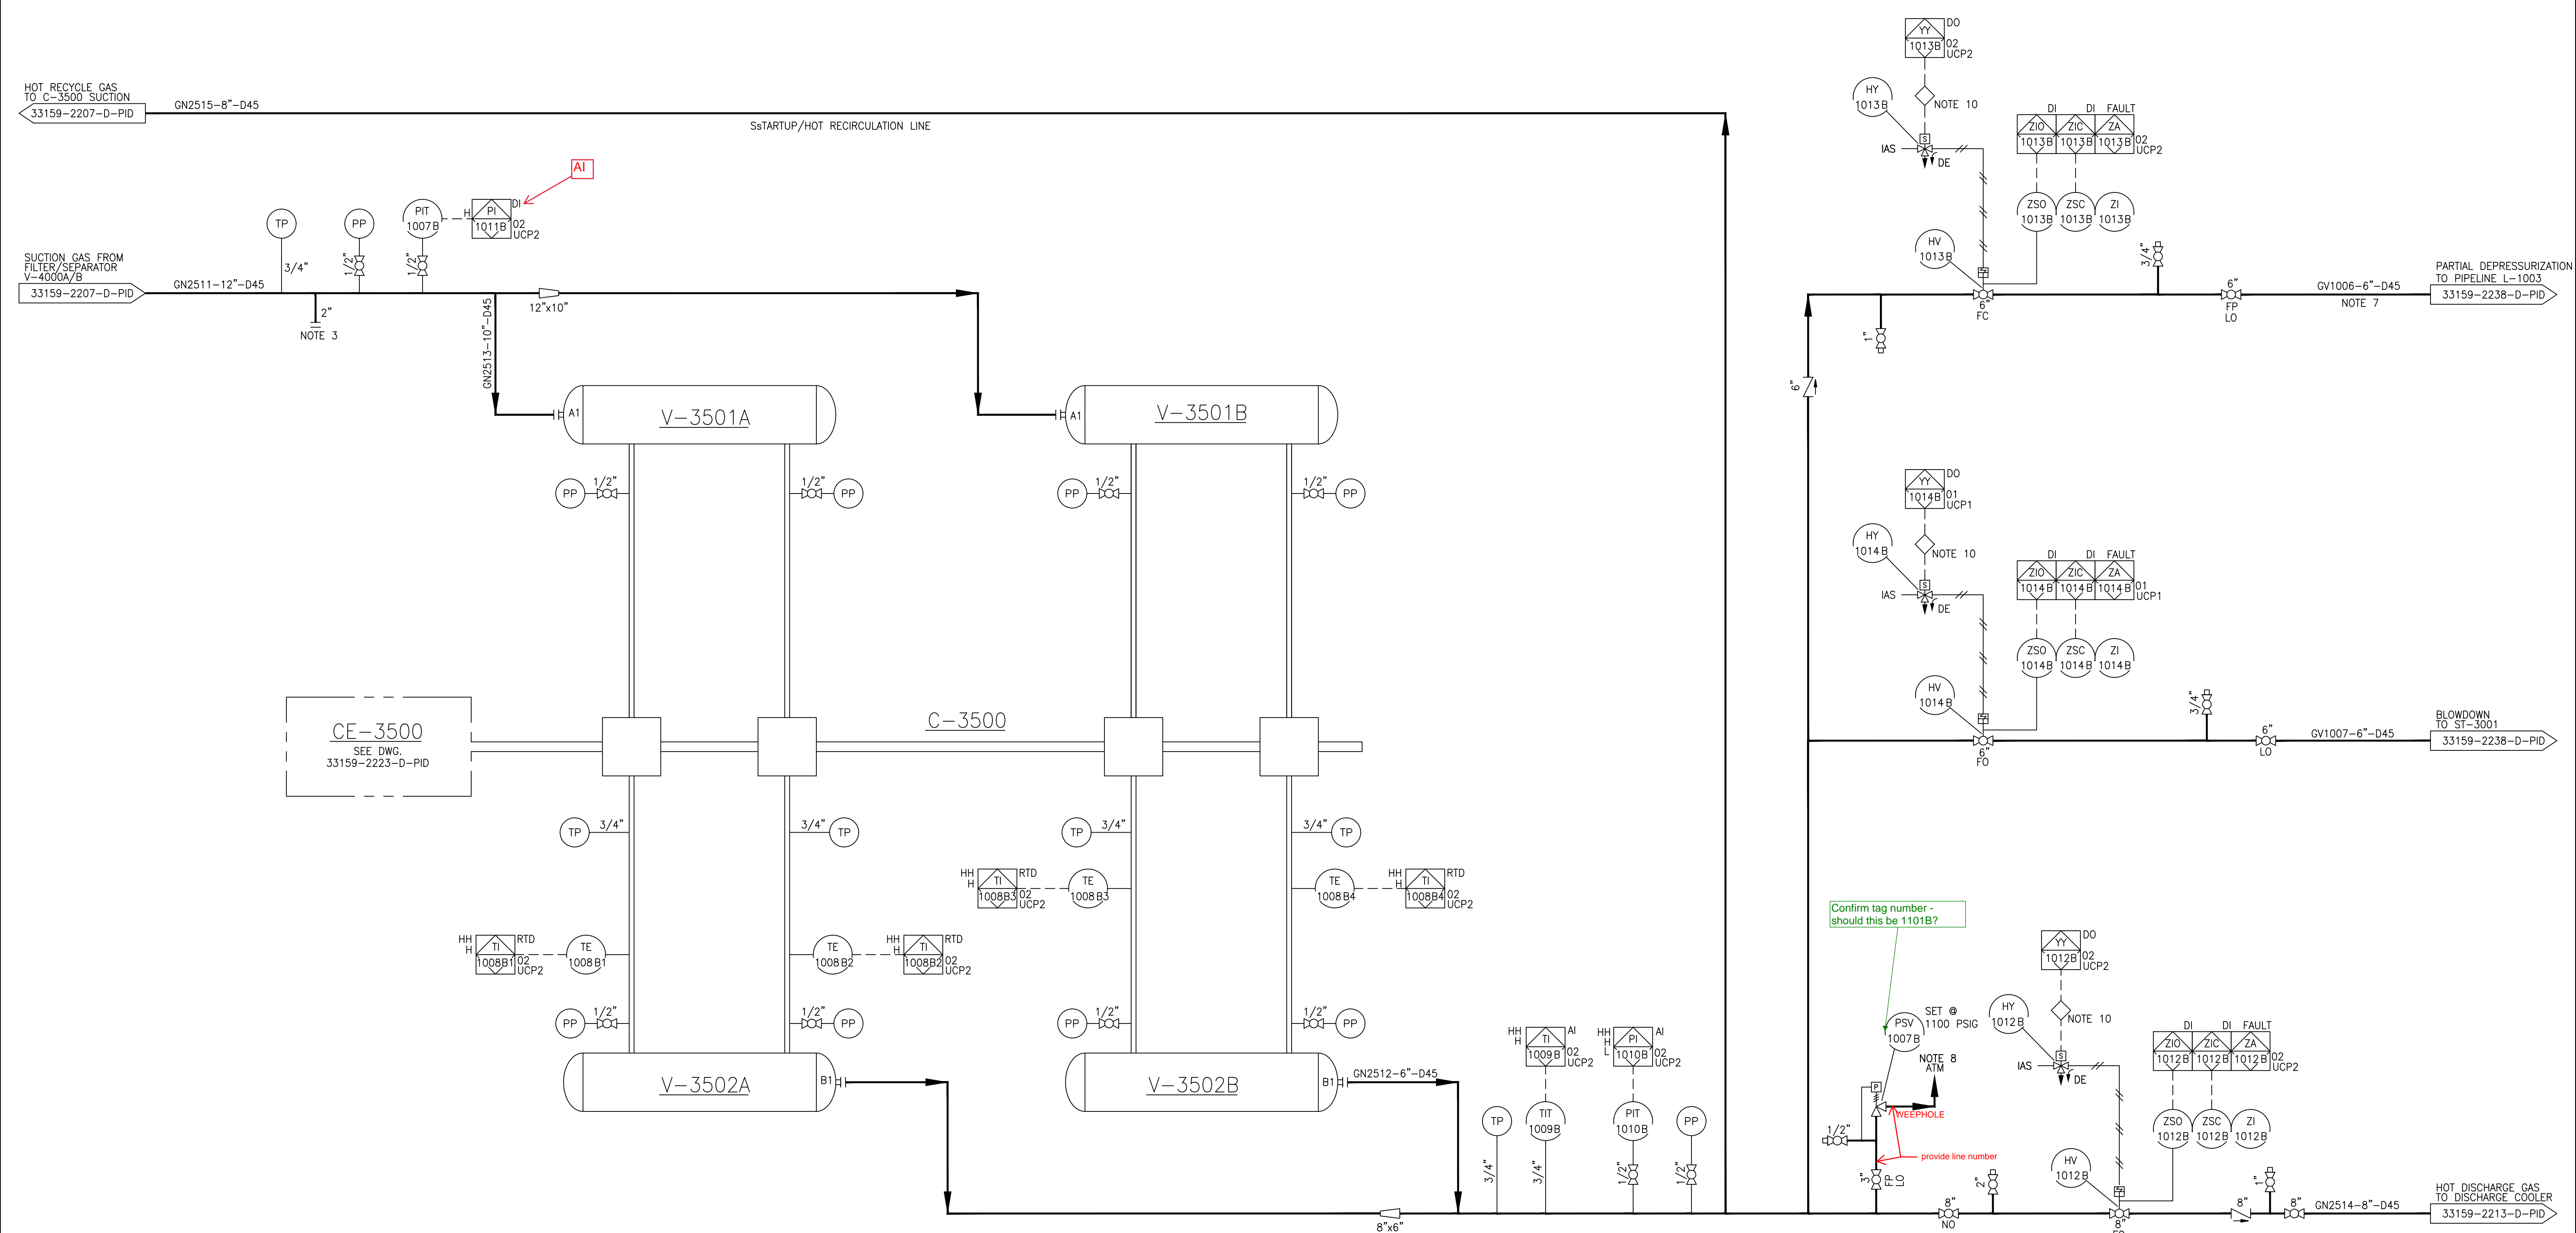 HOT RECYCLE GAS
TO C-3500 SUCTION
33159-2207-D-PID
GN2515-8"-D45
SsTARTUP/HOT RECIRCULATION LINE
AI
TP
3/4"
PP
1/2"
PIT
1007B
1/2"
H
PI
1011B
DI
02
UCP2
SUCTION GAS FROM
FILTER/SEPARATOR
V-4000A/B
33159-2207-D-PID
GN2511-12"-D45
2"
NOTE 3
GN2513-10"-D45
12"x10"
A1
V-3501A
A1
V-3501B
PP
1/2"
1/2"
PP
PP
1/2"
1/2"
PP
CE-3500
SEE DWG.
33159-2223-D-PID
C-3500
TP
3/4"
3/4"
TP
TP
3/4"
3/4"
TP
HH
H
TI
1008B3
RTD
02
UCP2
TE
1008B3
TE
1008B4
HH
H
TI
1008B4
RTD
02
UCP2
HH
H
TI
1008B1
RTD
02
UCP2
TE
1008B1
TE
1008B2
HH
H
TI
1008B2
RTD
02
UCP2
PP
1/2"
1/2"
PP
PP
1/2"
1/2"
PP
V-3502A
B1
V-3502B
B1
GN2512-6"-D45
8"x6"
TP
3/4"
HH
H
TI
1009B
AI
02
UCP2
TIT
1009B
3/4"
HH
H
L
PI
1010B
AI
02
UCP2
PIT
1010B
1/2"
PP
1/2"
YY
1013B
DO
02
UCP2
HY
1013B
NOTE 10
S
IAS
DE
DI
DI
FAULT
ZIO
1013B
ZIC
1013B
ZA
1013B
02
UCP2
ZSO
1013B
ZSC
1013B
ZI
1013B
HV
1013B
6"
FC
1"
3/4"
6"
FP
LO
GV1006-6"-D45
NOTE 7
PARTIAL DEPRESSURIZATION
TO PIPELINE L-1003
33159-2238-D-PID
6"
YY
1014B
DO
01
UCP1
HY
1014B
NOTE 10
S
IAS
DE
DI
DI
FAULT
ZIO
1014B
ZIC
1014B
ZA
1014B
01
UCP1
ZSO
1014B
ZSC
1014B
ZI
1014B
HV
1014B
6"
FO
3/4"
6"
LO
GV1007-6"-D45
BLOWDOWN
TO ST-3001
33159-2238-D-PID
Confirm tag number -
should this be 1101B?
PSV
1007B
SET @
1100 PSIG
NOTE 8
ATM
P
WEEPHOLE
1/2"
provide line number
3"
FP
LO
YY
1012B
DO
02
UCP2
HY
1012B
NOTE 10
S
IAS
DE
DI
DI
FAULT
ZIO
1012B
ZIC
1012B
ZA
1012B
02
UCP2
ZSO
1012B
ZSC
1012B
ZI
1012B
HV
1012B
8"
NO
2"
8"
8"
1"
8"
GN2514-8"-D45
HOT DISCHARGE GAS
TO DISCHARGE COOLER
33159-2213-D-PID